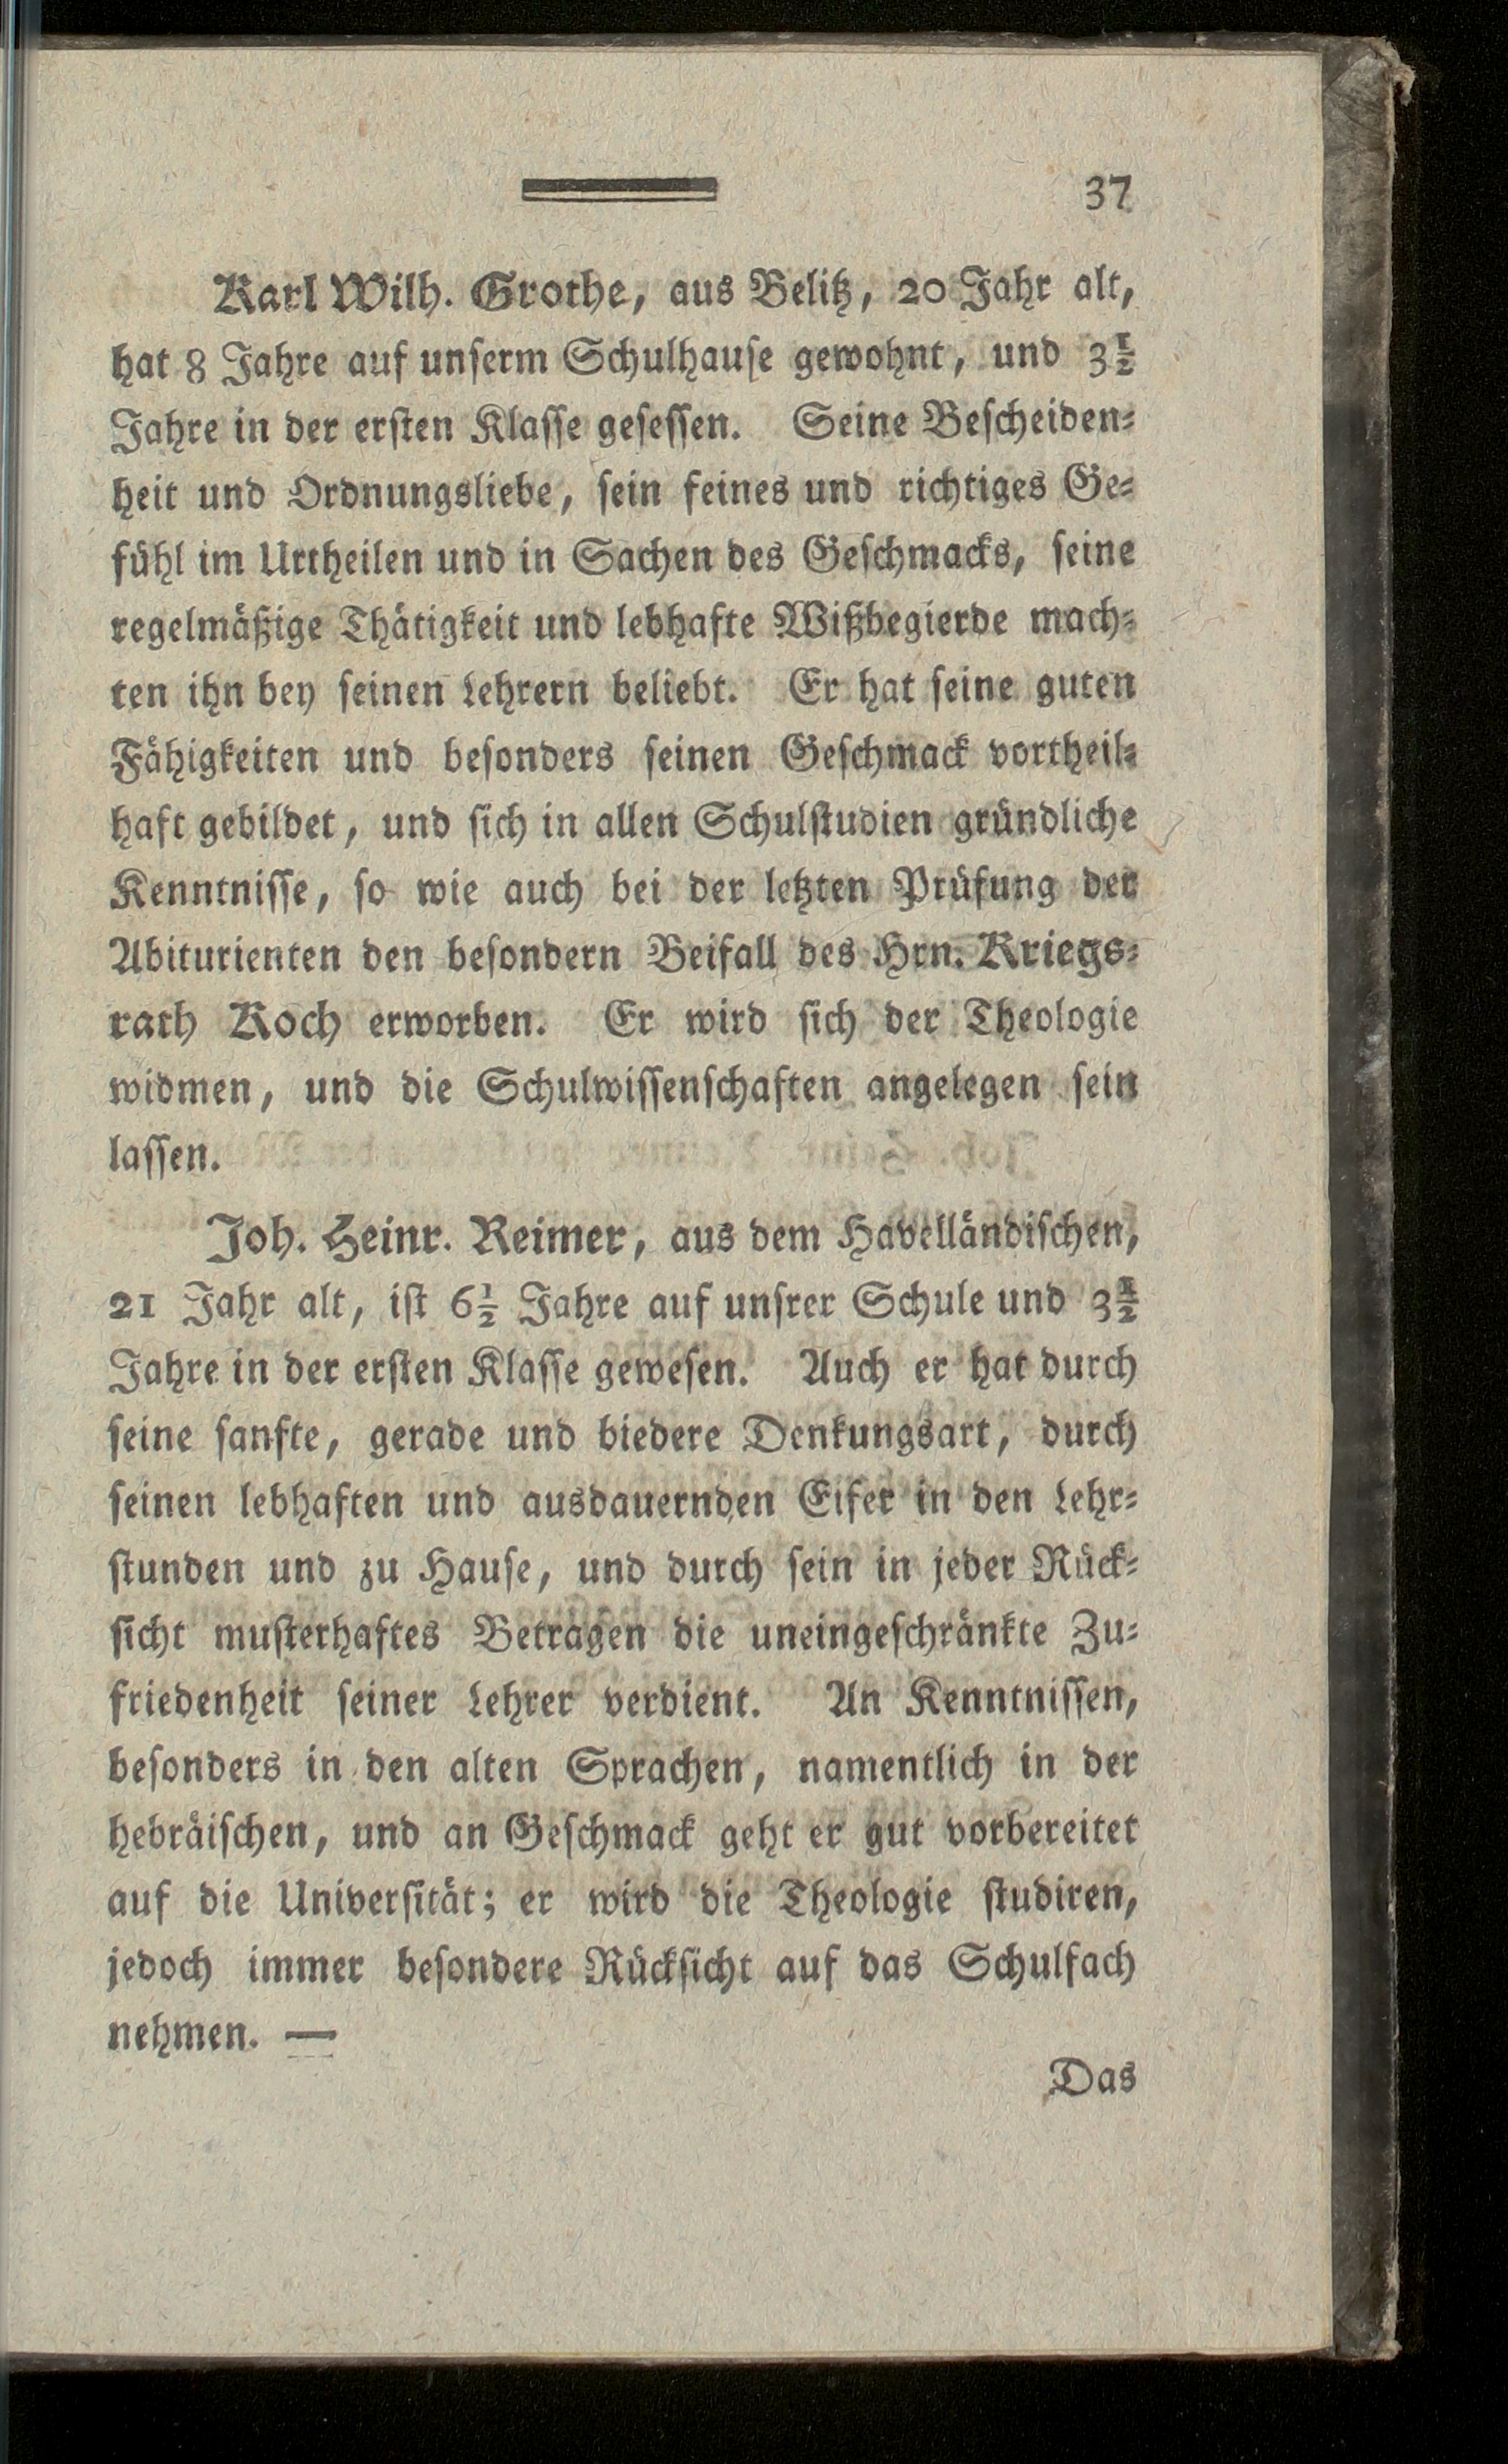 37
Karl Wilh. Grothe, aus Belitz, 20 Jahr alt,
hat 8 Jahre auf unſerm Schulhauſe gewohnt, und 3½
Jahre in der erſten Klaſſe geſeſſen. Seine Beſcheiden⸗
heit und Ordnungsliebe, ſein feines und richtiges Ge⸗
fühl im Urtheilen und in Sachen des Geſchmacks, ſeine
regelmäßige Thätigkeit und lebhafte Wißbegierde mach⸗
ten ihn bey ſeinen Lehrern beliebt. Er hat ſeine guten
Fähigkeiten und beſonders ſeinen Geſchmack vortheil⸗
haft gebildet, und ſich in allen Schulſtudien gründliche
Kenntniſſe, ſo wie auch bei der letzten Prüfung der
Abiturienten den beſondern Beifall des Hrn. Kriegs⸗
rath Koch erworben. Er wird ſich der Theologie
widmen, und die Schulwiſſenſchaften angelegen ſein
laſſen.
Joh. Heinr. Reimer, aus dem Havelländiſchen,
21 Jahr alt, iſt 6½ Jahre auf unſrer Schule und 3½
Jahre in der erſten Klaſſe geweſen. Auch er hat durch
ſeine ſanfte, gerade und biedere Denkungsart, durch
ſeinen lebhaften und ausdauernden Eifer in den Lehr⸗
ſtunden und zu Hauſe, und durch ſein in jeder Rück⸗
ſicht muſterhaftes Betragen die uneingeſchränkte Zu⸗
friedenheit ſeiner Lehrer verdient. An Kenntniſſen,
beſonders in den alten Sprachen, namentlich in der
hebräiſchen, und an Geſchmack geht er gut vorbereitet
auf die Univerſität; er wird die Theologie ſtudiren,
jedoch immer beſondere Rückſicht auf das Schulfach
nehmen. —
Das